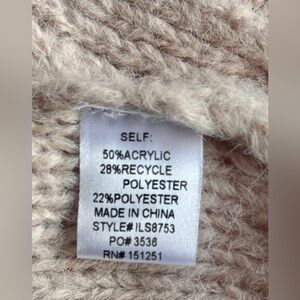 SELF:
50%ACRYLIC
28%RECYCLE
POLYESTER
22%POLYESTER
MADE IN CHINA
STYLE# ILS8753
PO# 3536
RN# 151251